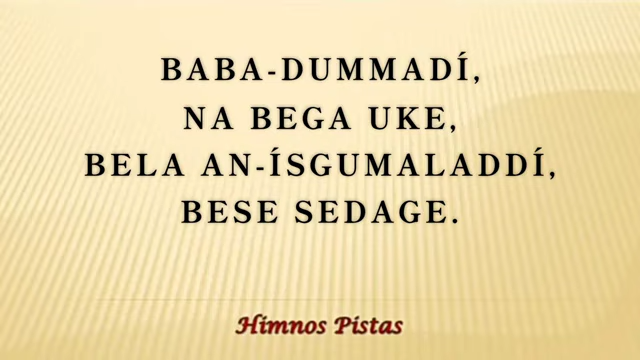 BABA-DUMMADÍ,
NA BEGA UKE,
BELA AN-ÍSGUMALADDÍ,
BESE SEDAGE.
Himnos Pistas